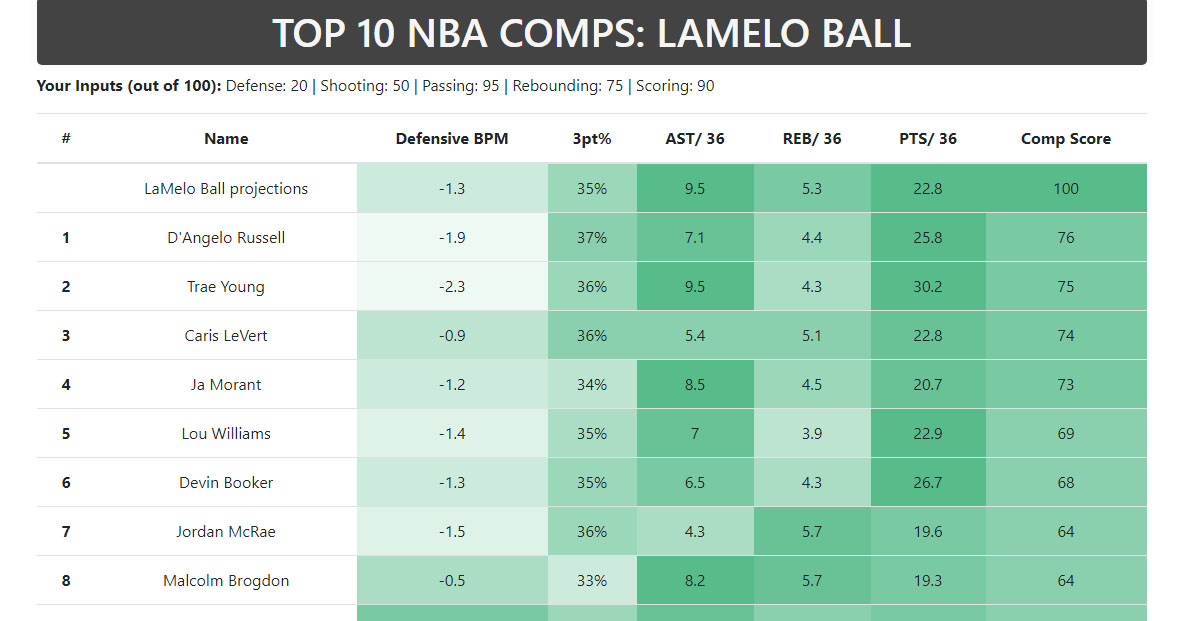 TOP 10 NBA COMPS: LAMELO BALL
Your Inputs (out of 100): Defense: 20 | Shooting: 50 | Passing: 95 | Rebounding: 75 | Scoring: 90
# Name Defensive BPM 3pt% AST/ 36 REB/ 36 PTS/ 36 Comp Score
LaMelo Ball projections -1.3 35% 9.5 5.3 22.8 100
1 D'Angelo Russell -1.9 37% 7.1 4.4 25.8 76
2 Trae Young -2.3 36% 9.5 4.3 30.2 75
3 Caris LeVert -0.9 36% 5.4 5.1 22.8 74
4 Ja Morant -1.2 34% 8.5 4.5 20.7 73
5 Lou Williams -1.4 35% 7 3.9 22.9 69
6 Devin Booker -1.3 35% 6.5 4.3 26.7 68
7 Jordan McRae -1.5 36% 4.3 5.7 19.6 64
8 Malcolm Brogdon -0.5 33% 8.2 5.7 19.3 64